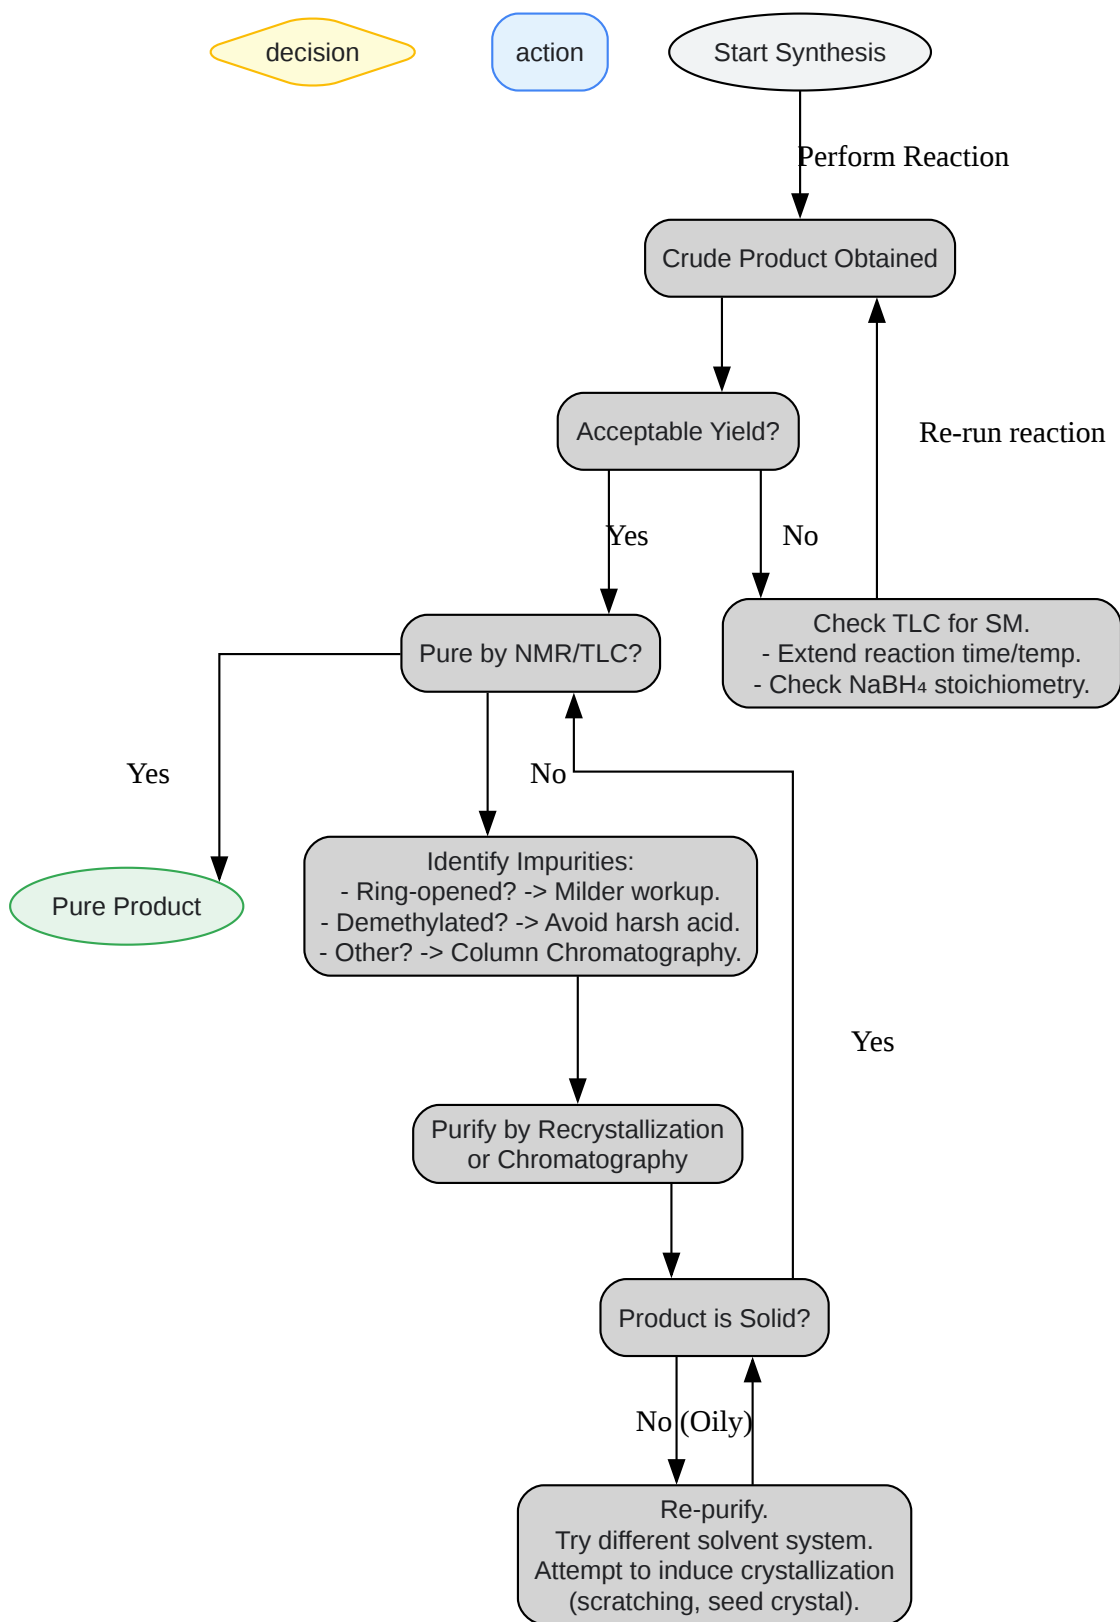 decision
action
Start Synthesis
Perform Reaction
Crude Product Obtained
Acceptable Yield?
Re-run reaction
Yes
No
Check TLC for SM.
- Extend reaction time/temp.
- Check NaBH₄ stoichiometry.
Pure by NMR/TLC?
Yes
No
Pure Product
Identify Impurities:
- Ring-opened? -> Milder workup.
- Demethylated? -> Avoid harsh acid.
- Other? -> Column Chromatography.
Yes
Purify by Recrystallization
or Chromatography
Product is Solid?
No (Oily)
Re-purify.
Try different solvent system.
Attempt to induce crystallization
(scratching, seed crystal).